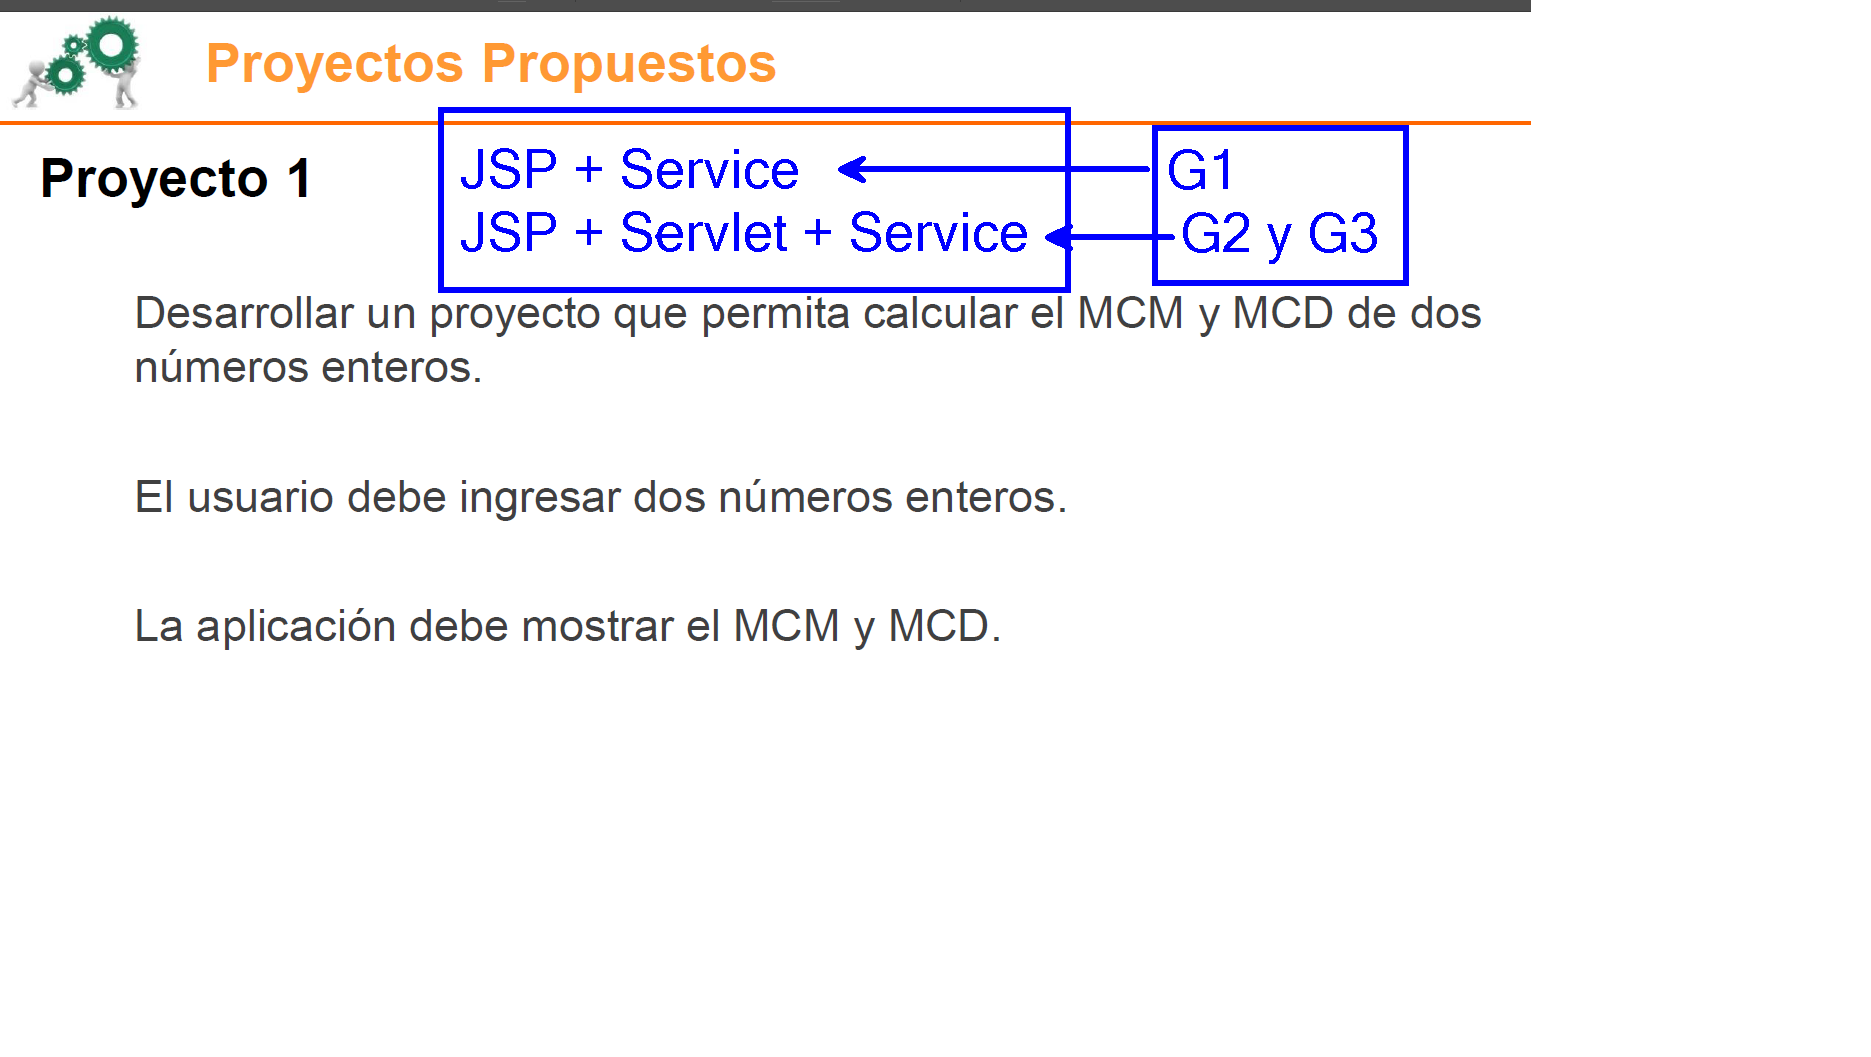 Proyectos Propuestos
Proyecto 1
JSP + Service
G1
JSP + Servlet + Service
G2 y G3
Desarrollar un proyecto que permita calcular el MCM y MCD de dos
números enteros.
El usuario debe ingresar dos números enteros.
La aplicación debe mostrar el MCM y MCD.